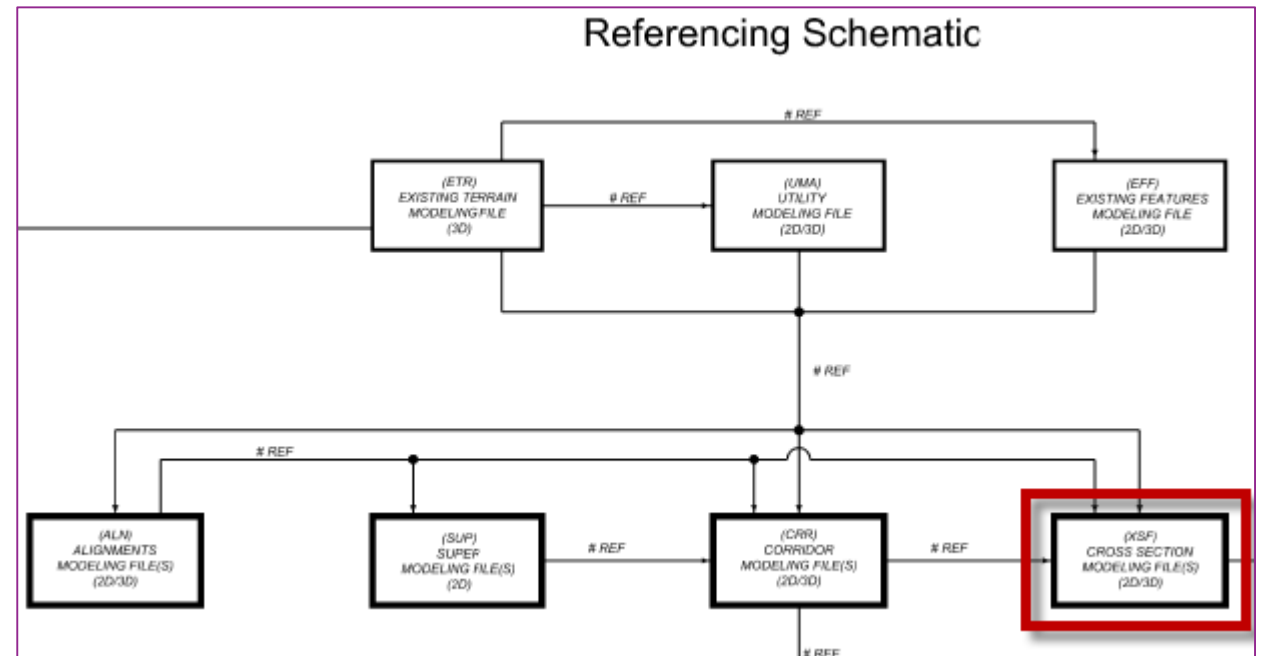 Referencing Schematic
# REF
(ETR)
EXISTING TERRAIN
MODELING FILE
(3D)
# REF
(UMA)
UTILITY
MODELING FILE
(2D/3D)
(EFF)
EXISTING FEATURES
MODELING FILE
(2D/3D)
# REF
# REF
(ALN)
ALIGNMENTS
MODELING FILE(S)
(2D/3D)
(SUP)
SUPER
MODELING FILE(S)
(2D)
# REF
(CRR)
CORRIDOR
MODELING FILE(S)
(2D/3D)
# REF
(XSF)
CROSS SECTION
MODELING FILE(S)
(2D/3D)
# REF